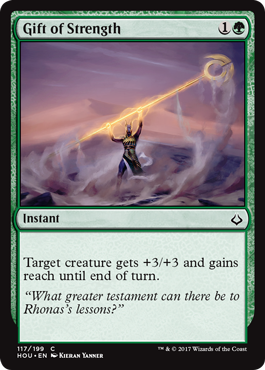 Gift of Strength 1
Instant
Target creature gets +3/+3 and gains
reach until end of turn.
“What greater testament can there be to
Rhonas’s lessons?”
117/199 C
HOU • EN KIERAN YANNER
™ & © 2017 Wizards of the Coast